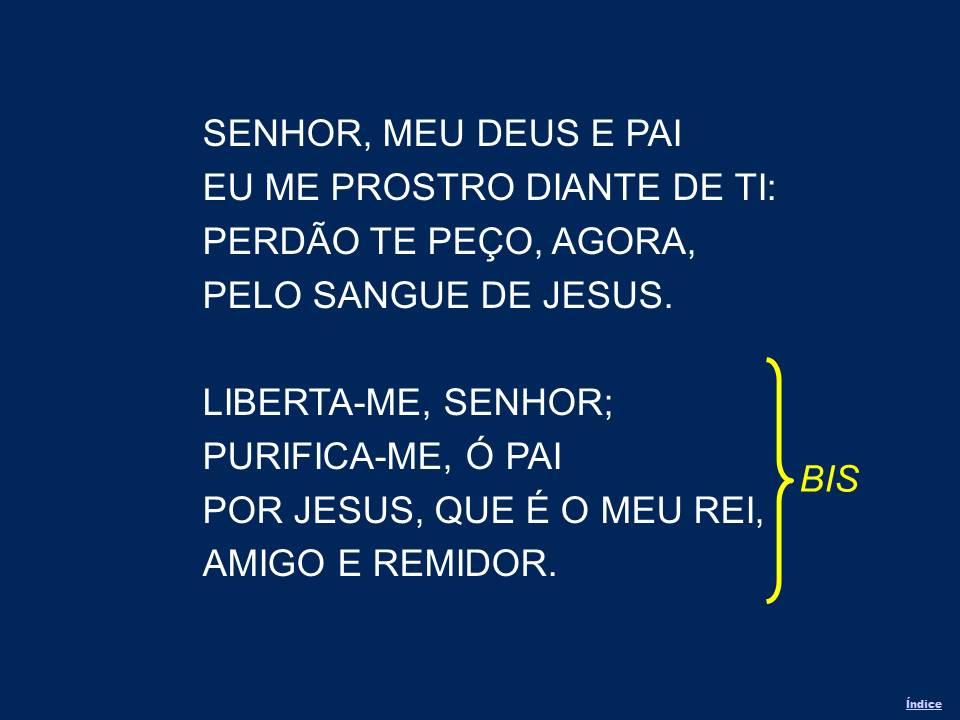 SENHOR, MEU DEUS E PAI
EU ME PROSTRO DIANTE DE TI:
PERDÃO TE PEÇO, AGORA,
PELO SANGUE DE JESUS.
LIBERTA-ME, SENHOR;
PURIFICA-ME, Ó PAI
POR JESUS, QUE É O MEU REI,
AMIGO E REMIDOR.
BIS
Índice